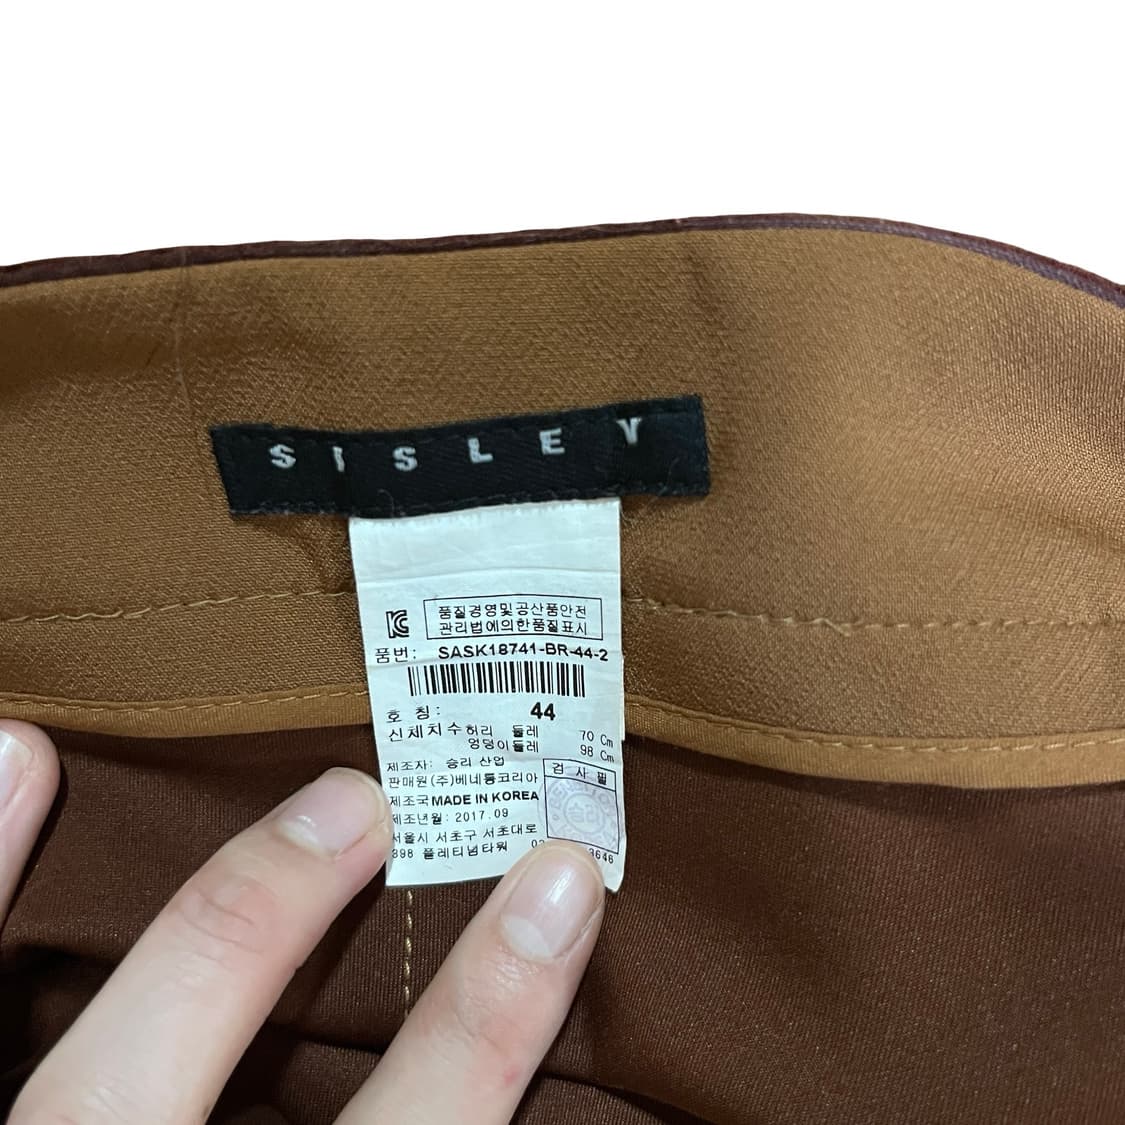 SISLEY
품질경영및공산품안전
관리법에의한품질표시
품번: SASK18741-BR-44-2
호 칭: 44
신체치수허리 둘레 70 Cm
엉덩이둘레 98 Cm
제조자: 승리 산업
검 사 필
판매원(주)베네통코리아
제조국MADE IN KOREA
제조년월: 2017.09
서울시 서초구 서초대로
398 플레티넘타워
3646